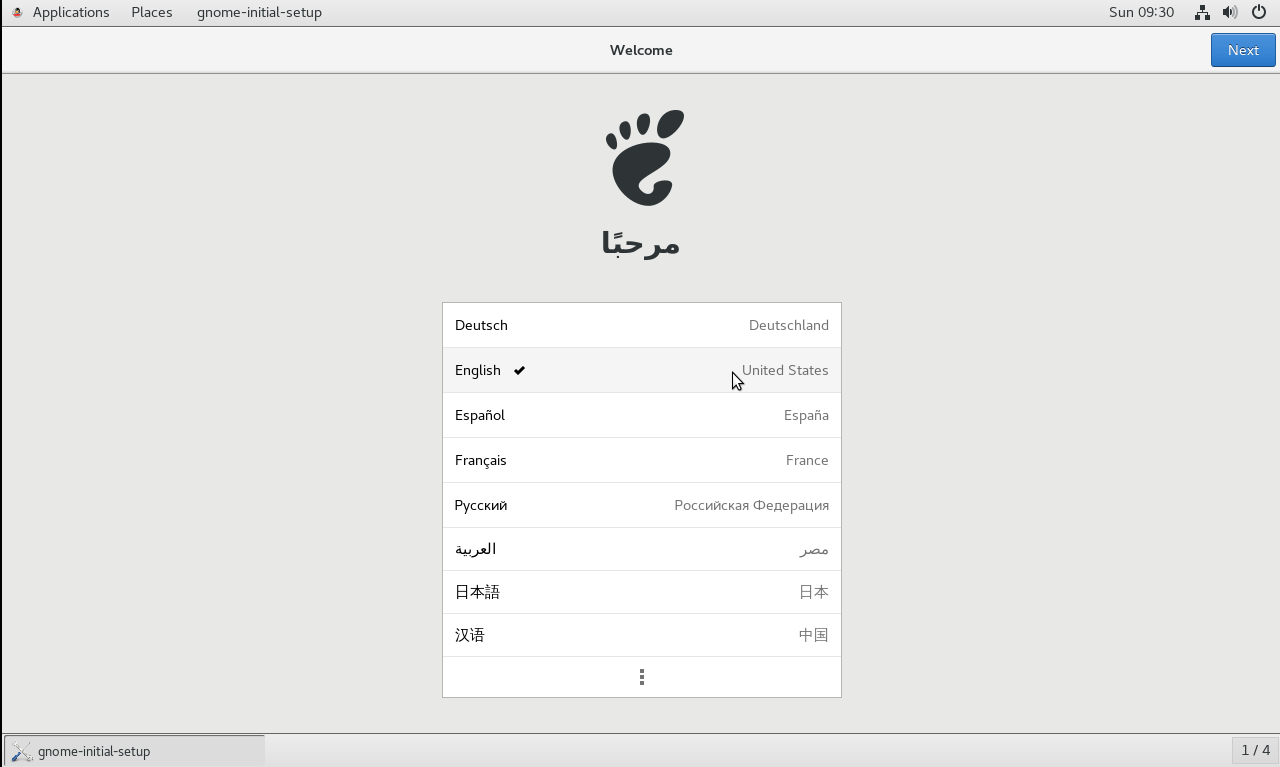 Applications Places gnome-initial-setup Sun 09:30
Welcome Next
مرحبًا
Deutsch Deutschland
English United States
Español España
Français France
Русский Российская Федерация
العربية مصر
日本語 日本
汉语 中国
gnome-initial-setup 1 / 4